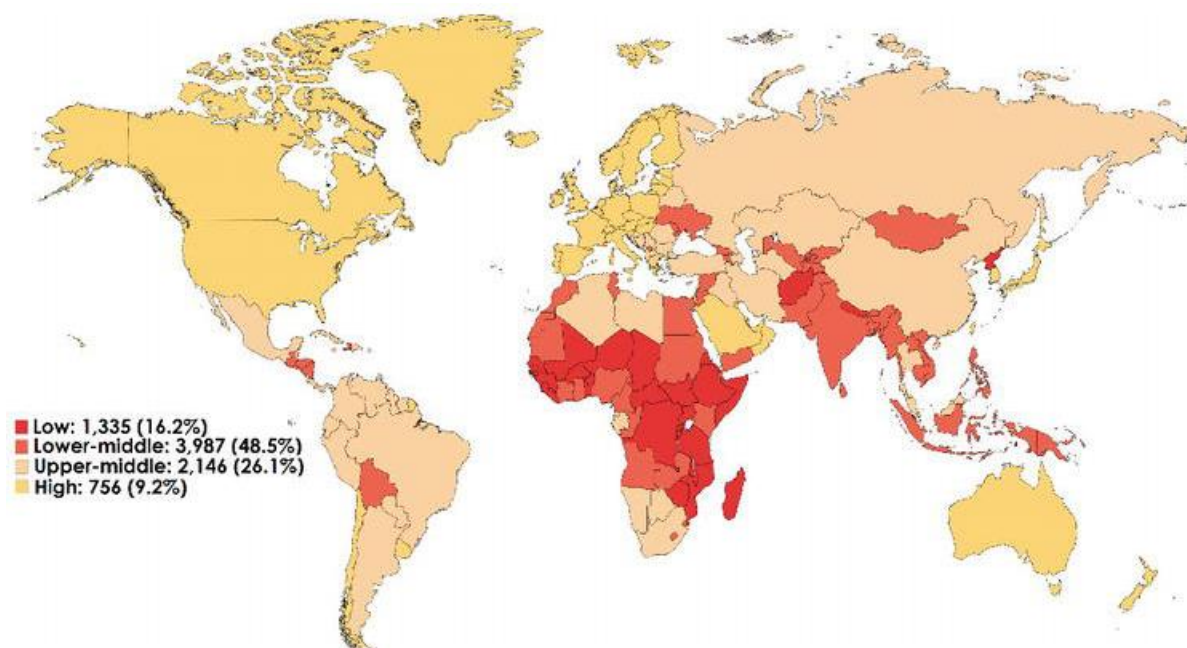 Low: 1,335 (16.2%)
Lower-middle: 3,987 (48.5%)
Upper-middle: 2,146 (26.1%)
High: 756 (9.2%)